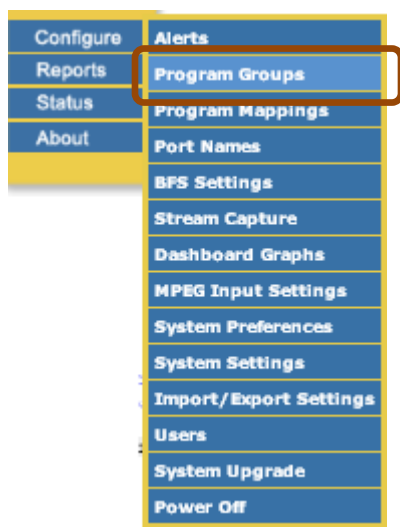 Configure
Reports
Status
About
Alerts
Program Groups
Program Mappings
Port Names
BFS Settings
Stream Capture
Dashboard Graphs
MPEG Input Settings
System Preferences
System Settings
Import/Export Settings
Users
System Upgrade
Power Off